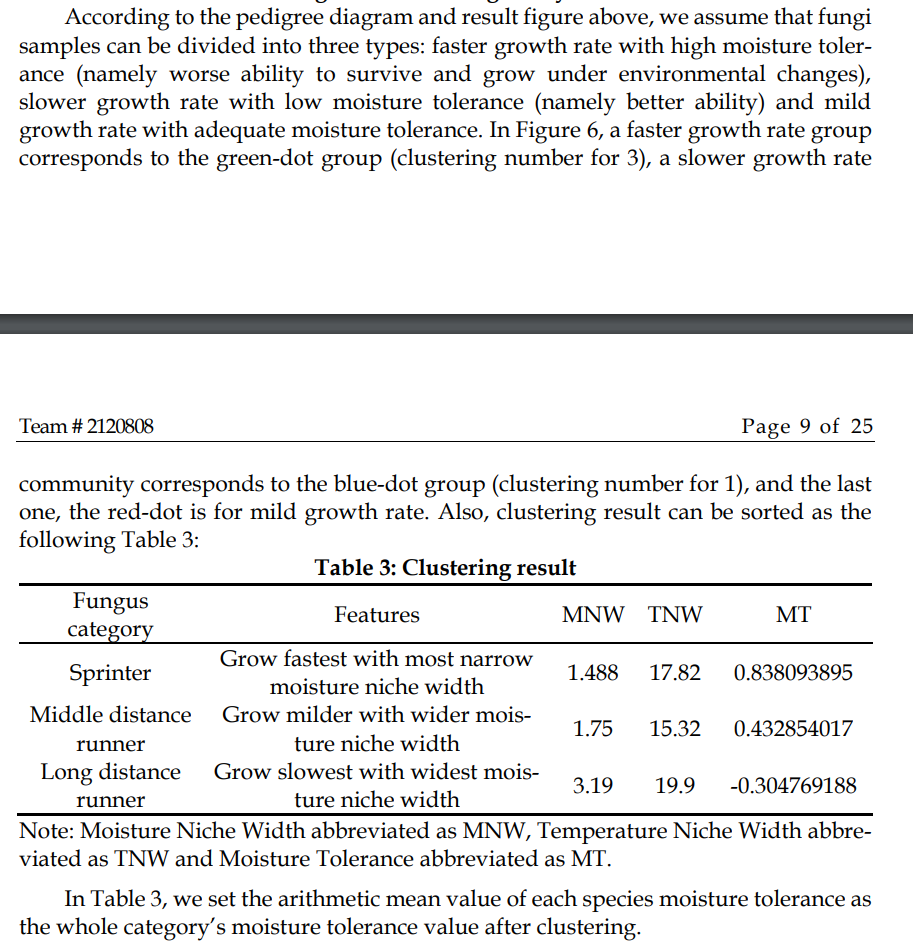 According to the pedigree diagram and result figure above, we assume that fungi
samples can be divided into three types: faster growth rate with high moisture toler-
ance (namely worse ability to survive and grow under environmental changes),
slower growth rate with low moisture tolerance (namely better ability) and mild
growth rate with adequate moisture tolerance. In Figure 6, a faster growth rate group
corresponds to the green-dot group (clustering number for 3), a slower growth rate
Team # 2120808 Page 9 of 25
community corresponds to the blue-dot group (clustering number for 1), and the last
one, the red-dot is for mild growth rate. Also, clustering result can be sorted as the
following Table 3:
Table 3: Clustering result
Fungus
category Features MNW TNW MT
Sprinter Grow fastest with most narrow
moisture niche width 1.488 17.82 0.838093895
Middle distance
runner Grow milder with wider mois-
ture niche width 1.75 15.32 0.432854017
Long distance
runner Grow slowest with widest mois-
ture niche width 3.19 19.9 -0.304769188
Note: Moisture Niche Width abbreviated as MNW, Temperature Niche Width abbre-
viated as TNW and Moisture Tolerance abbreviated as MT.
In Table 3, we set the arithmetic mean value of each species moisture tolerance as
the whole category's moisture tolerance value after clustering.